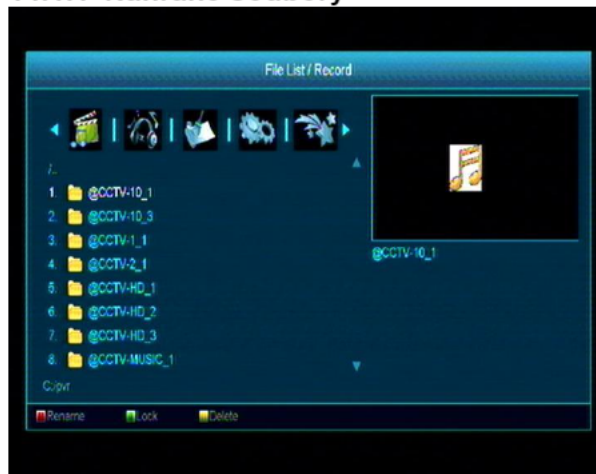 File List / Record
/..
1. @CCTV-10_1
2. @CCTV-10_3
3. @CCTV-1_1
4. @CCTV-2_1
5. @CCTV-HD_1
6. @CCTV-HD_2
7. @CCTV-HD_3
8. @CCTV-MUSIC_1
@CCTV-10_1
C:/pvr
Rename Lock Delete